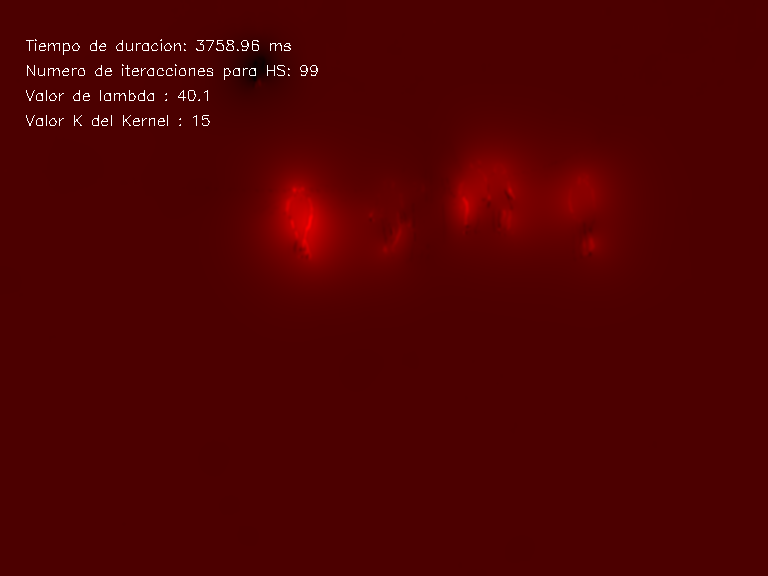 Tiempo de duracion: 3758.96 ms
Numero de iteracciones para HS: 99
Valor de lambda : 40.1
Valor K del Kernel : 15